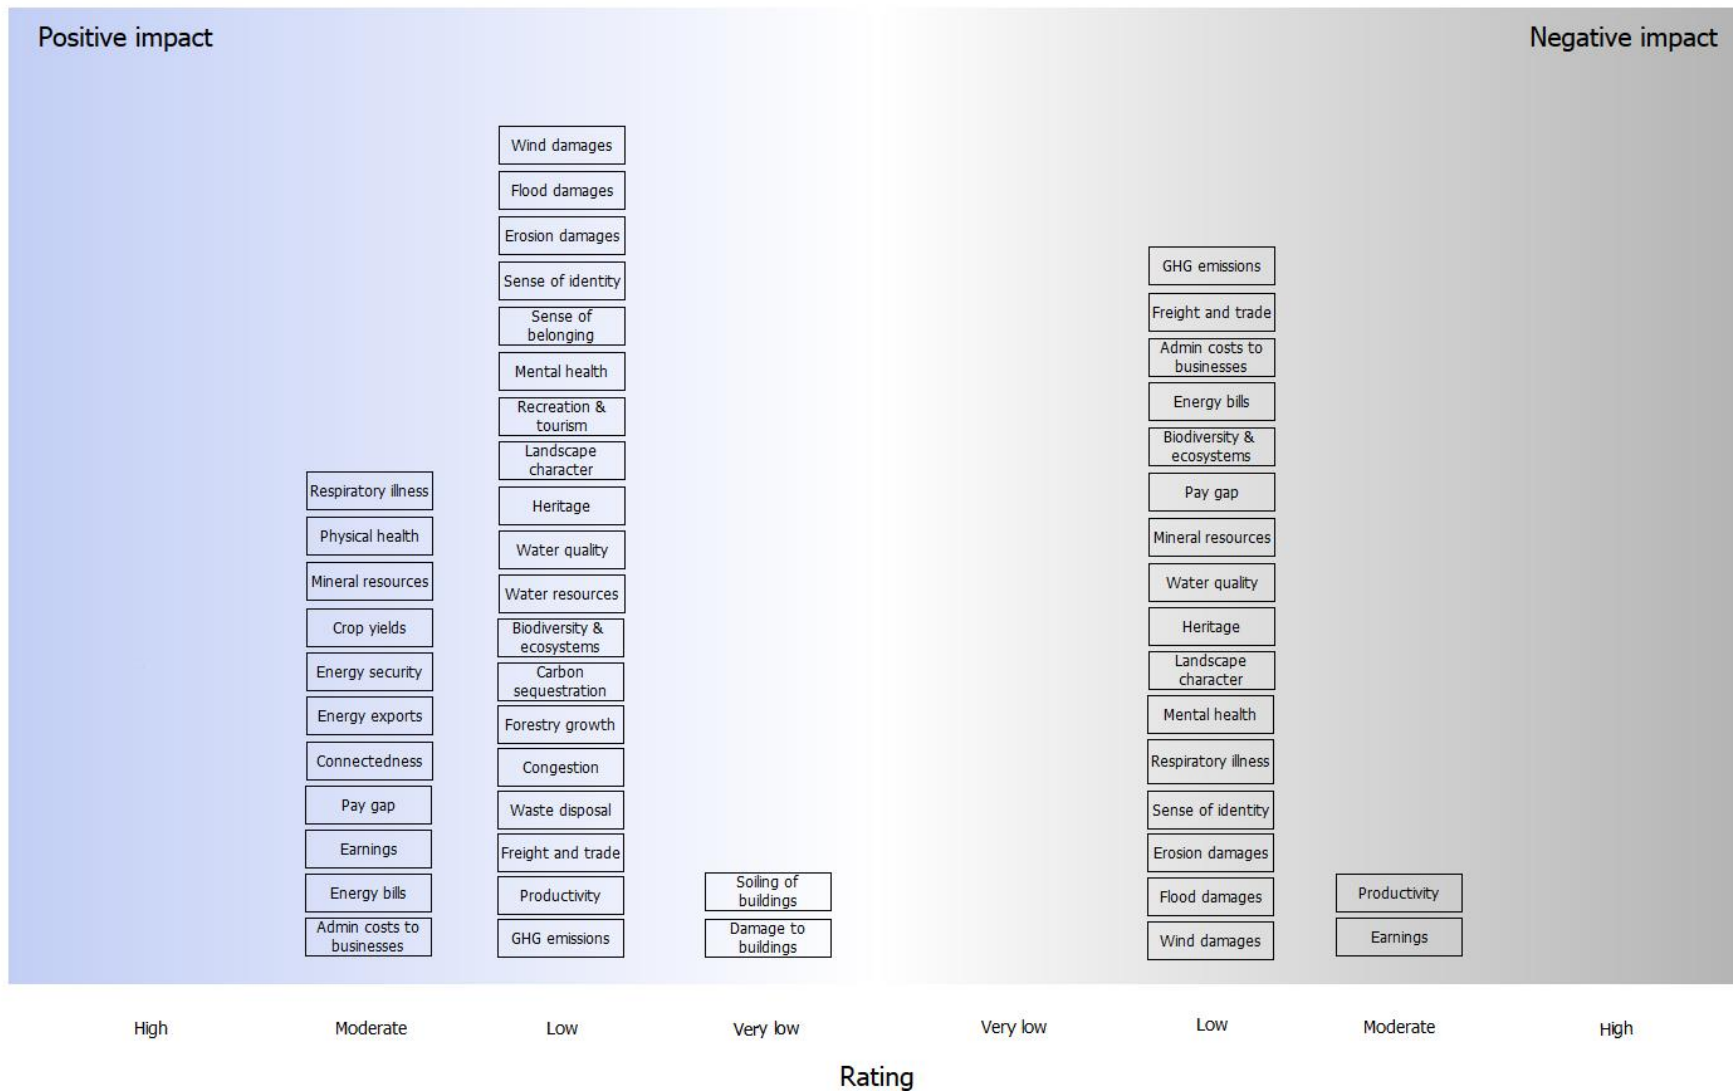 Positive impact
Negative impact
Wind damages
Flood damages
Erosion damages
Sense of identity
Sense of
belonging
Mental health
Recreation &
tourism
Landscape
character
Heritage
Water quality
Water resources
Biodiversity &
ecosystems
Carbon
sequestration
Forestry growth
Congestion
Waste disposal
Freight and trade
Productivity
GHG emissions
Respiratory illness
Physical health
Mineral resources
Crop yields
Energy security
Energy exports
Connectedness
Pay gap
Earnings
Energy bills
Admin costs to
businesses
Soiling of
buildings
Damage to
buildings
GHG emissions
Freight and trade
Admin costs to
businesses
Energy bills
Biodiversity &
ecosystems
Pay gap
Mineral resources
Water quality
Heritage
Landscape
character
Mental health
Respiratory illness
Sense of identity
Erosion damages
Flood damages
Wind damages
Productivity
Earnings
High
Moderate
Low
Very low
Very low
Low
Moderate
High
Rating